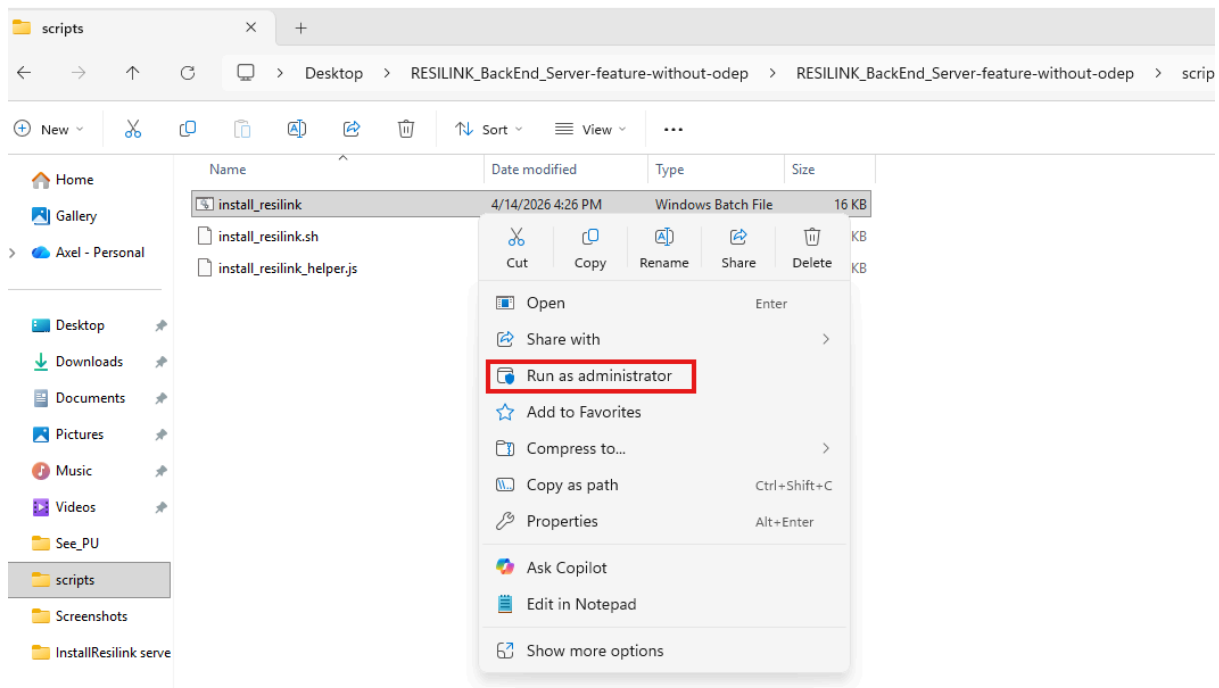 scripts
Desktop > RESILINK_BackEnd_Server-feature-without-odep > RESILINK_BackEnd_Server-feature-without-odep > scrip
New Sort View ...
Name Date modified Type Size
Home
Gallery
Axel - Personal
Desktop
Downloads
Documents
Pictures
Music
Videos
See_PU
scripts
Screenshots
InstallResilink serve
install_resilink 4/14/2026 4:26 PM Windows Batch File 16 KB
install_resilink.sh KB
install_resilink_helper.js KB
Cut Copy Rename Share Delete
Open Enter
Share with
Run as administrator
Add to Favorites
Compress to...
Copy as path Ctrl+Shift+C
Properties Alt+Enter
Ask Copilot
Edit in Notepad
Show more options